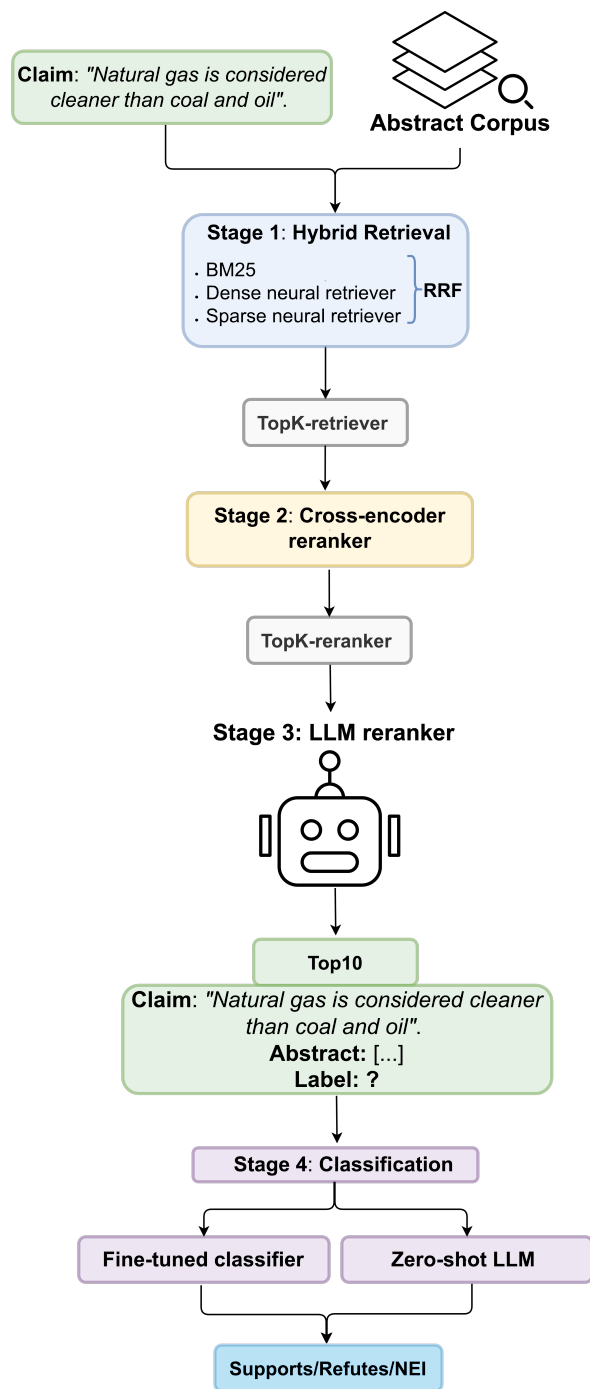 Claim: "Natural gas is considered
cleaner than coal and oil".
Abstract Corpus
Stage 1: Hybrid Retrieval
. BM25
. Dense neural retriever
. Sparse neural retriever
RRF
TopK-retriever
Stage 2: Cross-encoder
reranker
TopK-reranker
Stage 3: LLM reranker
Top10
Claim: "Natural gas is considered cleaner
than coal and oil".
Abstract: [...]
Label: ?
Stage 4: Classification
Fine-tuned classifier
Zero-shot LLM
Supports/Refutes/NEI